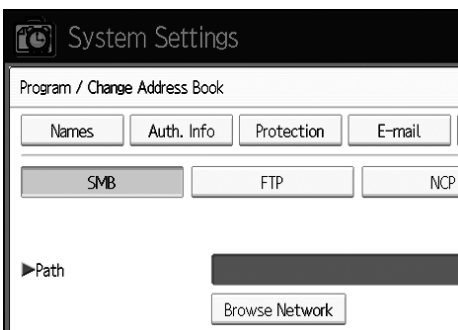 System Settings
Program / Change Address Book
Names Auth. Info Protection E-mail
SMB FTP NCP
▶Path
Browse Network